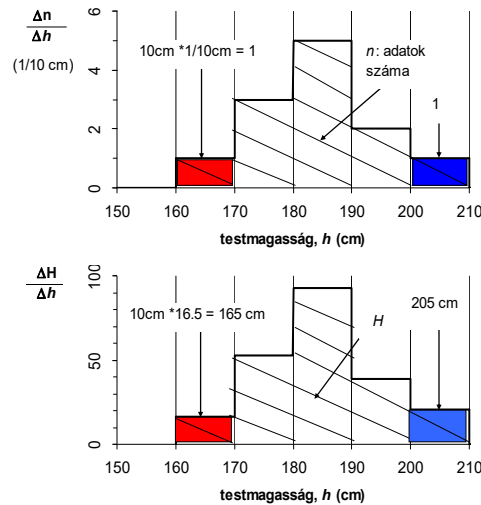 Δn
Δh
(1/10 cm)
6
4
2
0
10cm *1/10cm = 1
n: adatok
száma
1
150 160 170 180 190 200 210
testmagasság, h (cm)
ΔH
Δh
100
50
0
10cm *16.5 = 165 cm
H
205 cm
150 160 170 180 190 200 210
testmagasság, h (cm)